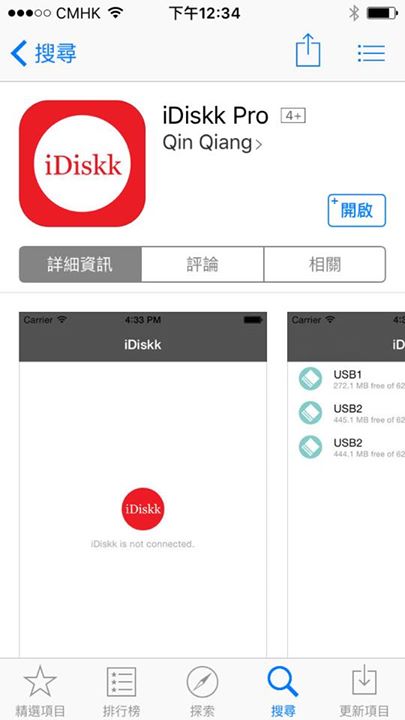 CMHK 下午12:34
搜尋
iDiskk
iDiskk Pro 4+
Qin Qiang
+開啟
詳細資訊 評論 相關
Carrier 4:33 PM
iDiskk
iDiskk
iDiskk is not connected.
Carrier 4:3
iD
USB1
272.1 MB free of 62
USB2
445.1 MB free of 62
USB2
444.1 MB free of 62
精選項目 排行榜 探索 搜尋 更新項目